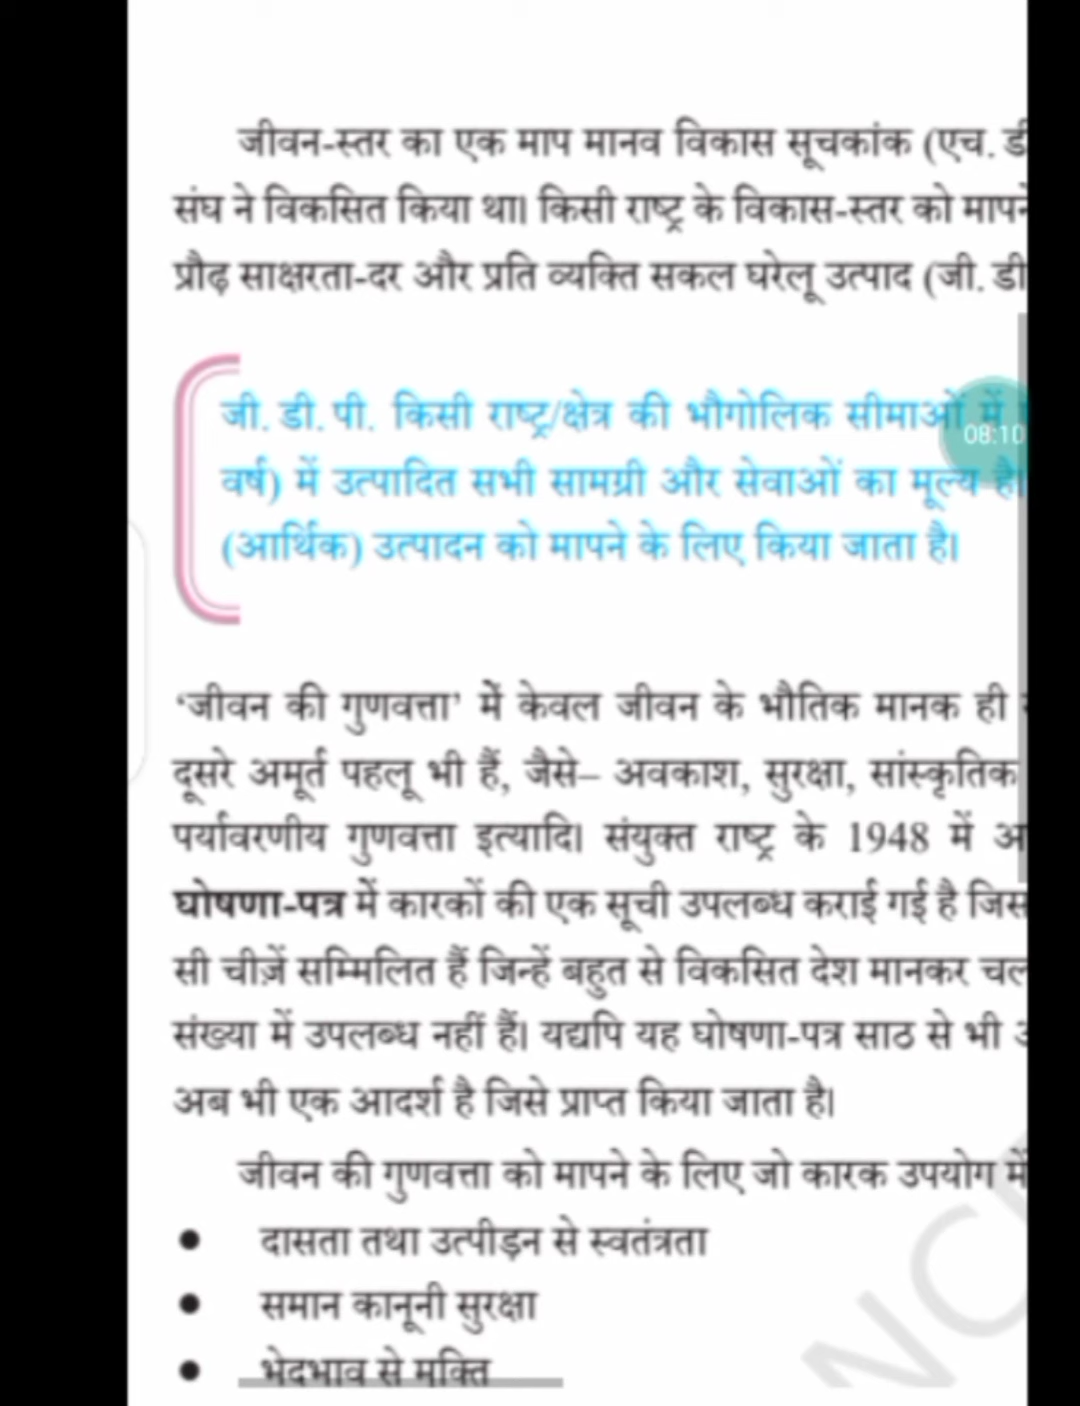 जीवन-स्तर का एक माप मानव विकास सूचकांक (एच. डी
संघ ने विकसित किया था। किसी राष्ट्र के विकास-स्तर को मापने
प्रौढ़ साक्षरता-दर और प्रति व्यक्ति सकल घरेलू उत्पाद (जी. डी
जी. डी. पी. किसी राष्ट्र/क्षेत्र की भौगोलिक सीमाओं में
08:10
वर्ष) में उत्पादित सभी सामग्री और सेवाओं का मूल्य है।
(आर्थिक) उत्पादन को मापने के लिए किया जाता है।
‘जीवन की गुणवत्ता’ में केवल जीवन के भौतिक मानक ही
दूसरे अमूर्त पहलू भी हैं, जैसे– अवकाश, सुरक्षा, सांस्कृतिक
पर्यावरणीय गुणवत्ता इत्यादि। संयुक्त राष्ट्र के 1948 में
घोषणा-पत्र में कारकों की एक सूची उपलब्ध कराई गई है जिस
सी चीज़ें सम्मिलित हैं जिन्हें बहुत से विकसित देश मानकर चल
संख्या में उपलब्ध नहीं हैं। यद्यपि यह घोषणा-पत्र साठ से भी
अब भी एक आदर्श है जिसे प्राप्त किया जाता है।
जीवन की गुणवत्ता को मापने के लिए जो कारक उपयोग में
● दासता तथा उत्पीड़न से स्वतंत्रता
● समान कानूनी सुरक्षा
● भेदभाव से मुक्ति